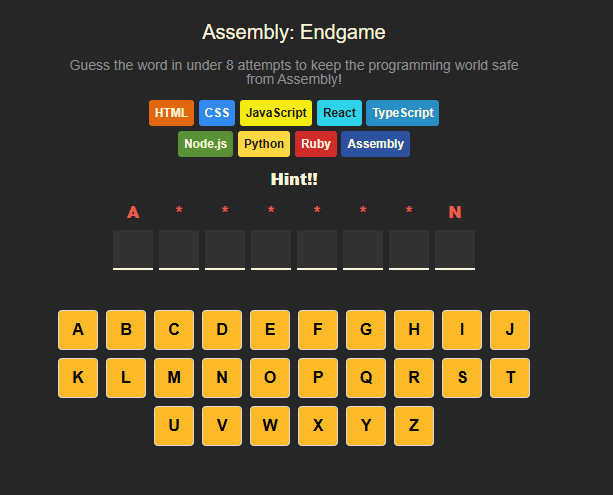 Assembly: Endgame
Guess the word in under 8 attempts to keep the programming world safe
from Assembly!
HTML CSS JavaScript React TypeScript
Node.js Python Ruby Assembly
Hint!!
A * * * * * * N
A B C D E F G H I J
K L M N O P Q R S T
U V W X Y Z